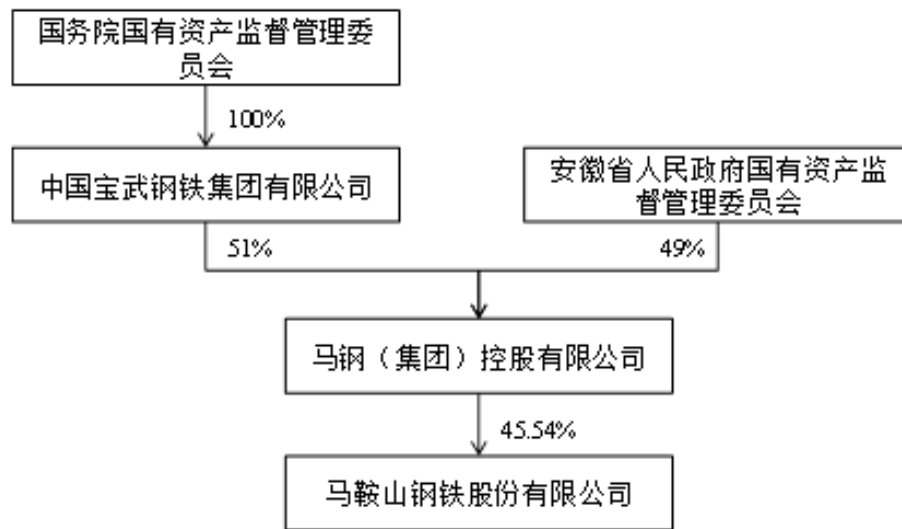 国务院国有资产监督管理委
员会
100%
中国宝武钢铁集团有限公司
安徽省人民政府国有资产监
督管理委员会
51%
49%
马钢（集团）控股有限公司
45.54%
马鞍山钢铁股份有限公司